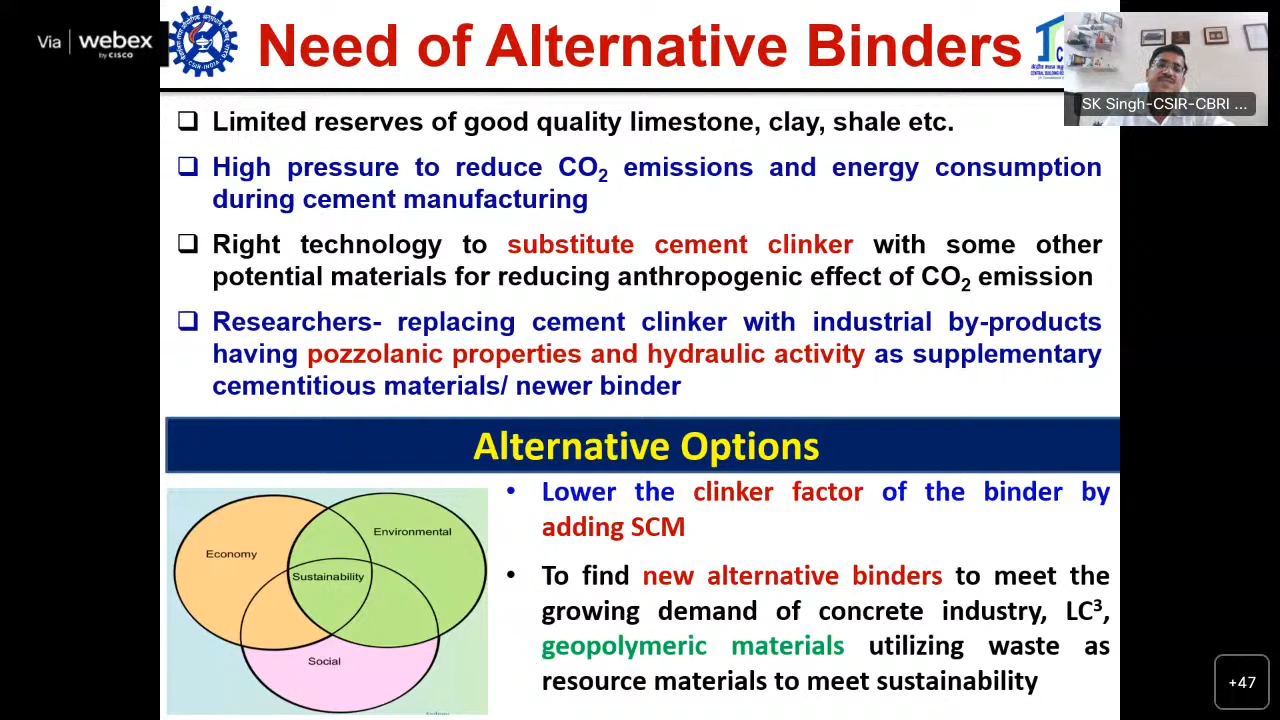 Via | webex
by CISCO
CSIR-INDIA
Need of Alternative Binders
SK Singh-CSIR-CBRI ...
❑ Limited reserves of good quality limestone, clay, shale etc.
❑ High pressure to reduce CO₂ emissions and energy consumption
during cement manufacturing
❑ Right technology to substitute cement clinker with some other
potential materials for reducing anthropogenic effect of CO₂ emission
❑ Researchers- replacing cement clinker with industrial by-products
having pozzolanic properties and hydraulic activity as supplementary
cementitious materials/ newer binder
Alternative Options
Economy
Environmental
Sustainability
Social
• Lower the clinker factor of the binder by
adding SCM
• To find new alternative binders to meet the
growing demand of concrete industry, LC³,
geopolymeric materials utilizing waste as
resource materials to meet sustainability
+47